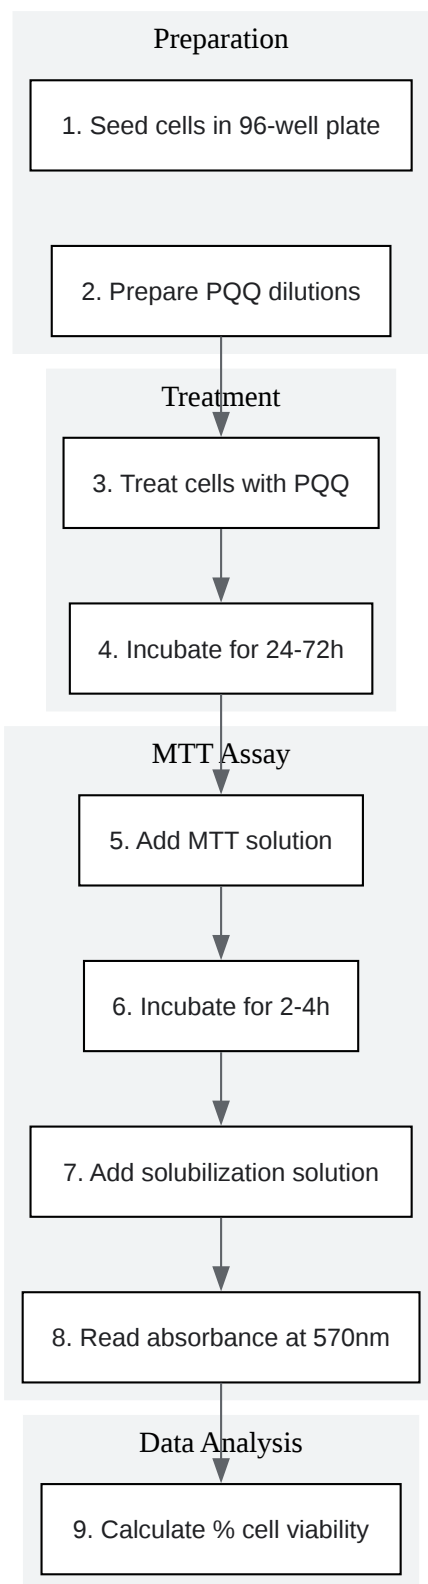 Preparation
1. Seed cells in 96-well plate
2. Prepare PQQ dilutions
Treatment
3. Treat cells with PQQ
4. Incubate for 24-72h
MTT Assay
5. Add MTT solution
6. Incubate for 2-4h
7. Add solubilization solution
8. Read absorbance at 570nm
Data Analysis
9. Calculate % cell viability